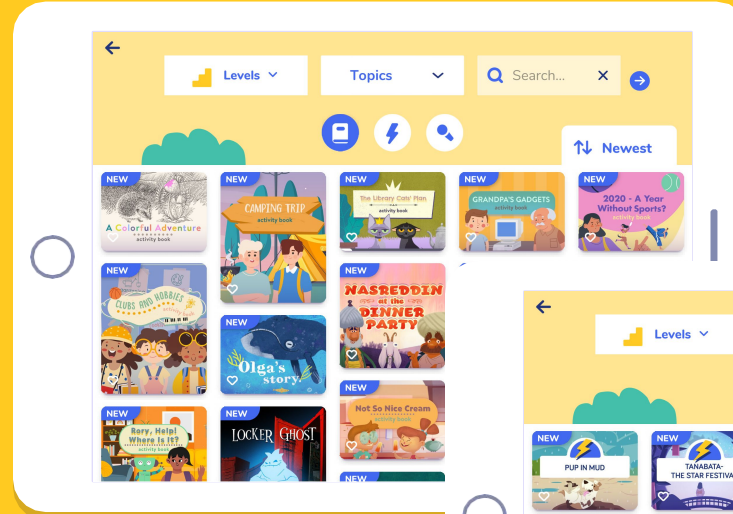 Levels
Topics
Search...
Newest
NEW
A Colorful Adventure
activity book
NEW
CAMPING TRIP
activity book
NEW
The Library Cats' Plan
activity book
NEW
GRANDPA'S GADGETS
activity book
NEW
2020 - A Year
Without Sports?
activity book
NEW
CLUBS AND HOBBIES
activity book
NEW
Olga's
story
NEW
NASREDDIN
at the
DINNER
PARTY
NEW
Not So Nice Cream
activity book
NEW
Rory, Help!
Where Is It?
activity book
NEW
LOCKER GHOST
NEW
Levels
NEW
PUP IN MUD
NEW
TANABATA-
THE STAR FESTIVA